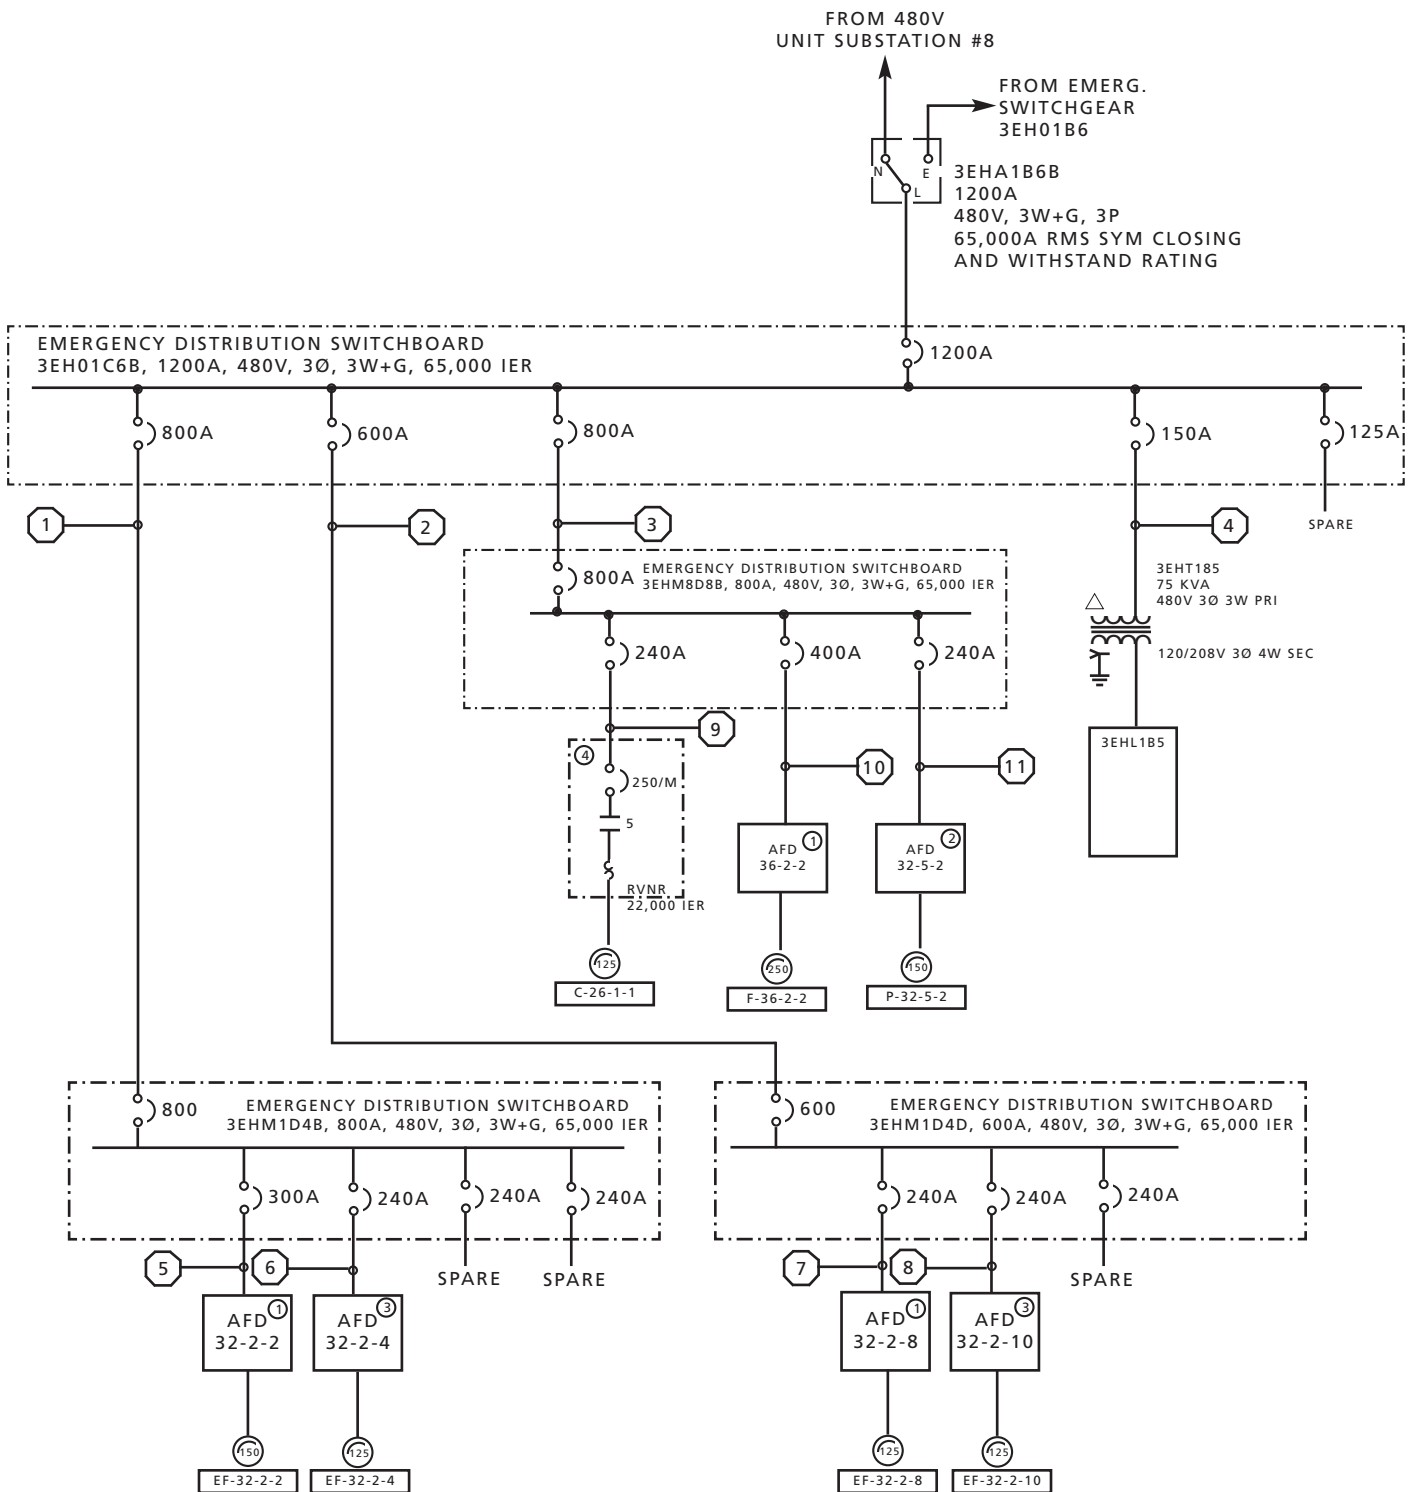 FROM 480V
UNIT SUBSTATION #8
FROM EMERG.
SWITCHGEAR
3EH01B6
N
E
L
3EHA1B6B
1200A
480V, 3W+G, 3P
65,000A RMS SYM CLOSING
AND WITHSTAND RATING
EMERGENCY DISTRIBUTION SWITCHBOARD
3EH01C6B, 1200A, 480V, 3Ø, 3W+G, 65,000 IER
1200A
800A
600A
800A
150A
125A
1
2
3
4
SPARE
800A
EMERGENCY DISTRIBUTION SWITCHBOARD
3EHM8D8B, 800A, 480V, 3Ø, 3W+G, 65,000 IER
240A
400A
240A
3EHT185
75 KVA
480V 3Ø 3W PRI
120/208V 3Ø 4W SEC
3EHL1B5
9
10
11
4
250/M
5
RVNR
22,000 IER
AFD 1
36-2-2
AFD 2
32-5-2
125
250
150
C-26-1-1
F-36-2-2
P-32-5-2
800
EMERGENCY DISTRIBUTION SWITCHBOARD
3EHM1D4B, 800A, 480V, 3Ø, 3W+G, 65,000 IER
300A
240A
240A
240A
5
6
SPARE
SPARE
AFD 1
32-2-2
AFD 3
32-2-4
150
125
EF-32-2-2
EF-32-2-4
600
EMERGENCY DISTRIBUTION SWITCHBOARD
3EHM1D4D, 600A, 480V, 3Ø, 3W+G, 65,000 IER
240A
240A
240A
7
8
SPARE
AFD 1
32-2-8
AFD 3
32-2-10
125
125
EF-32-2-8
EF-32-2-10